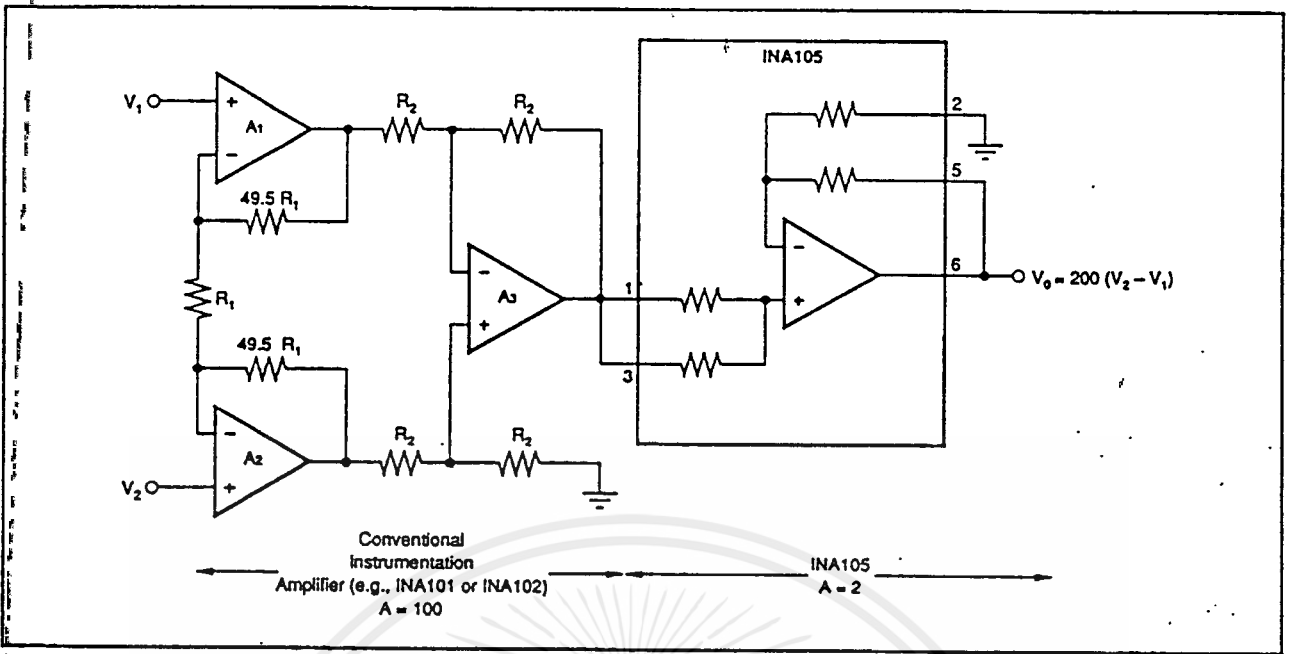 INA105
V₁
+
A₁
−
R₂
R₂
2
5
49.5 R₁
R₁
−
+
6
V₀ = 200 (V₂ – V₁)
−
A₃
+
1
3
49.5 R₁
−
A₂
+
V₂
R₂
R₂
Conventional
Instrumentation
Amplifier (e.g., INA101 or INA102)
A = 100
INA105
A = 2